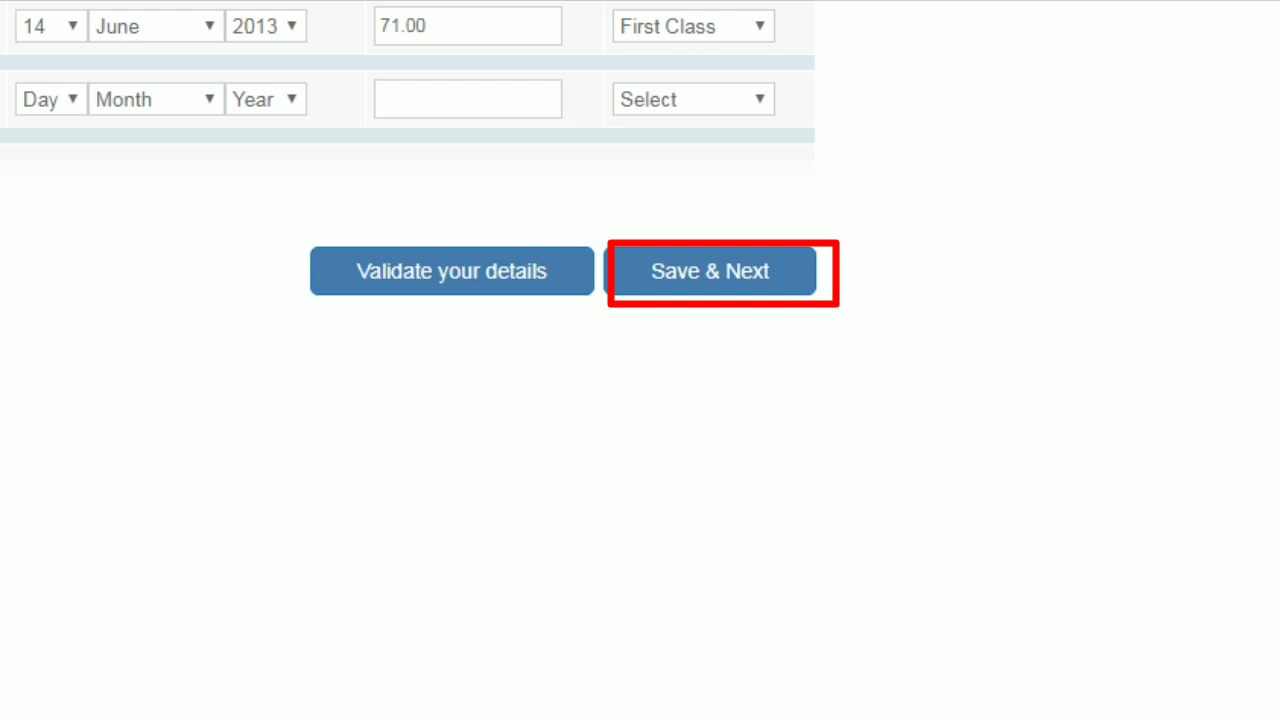 14 June 2013 71.00 First Class
Day Month Year Select
Validate your details Save & Next